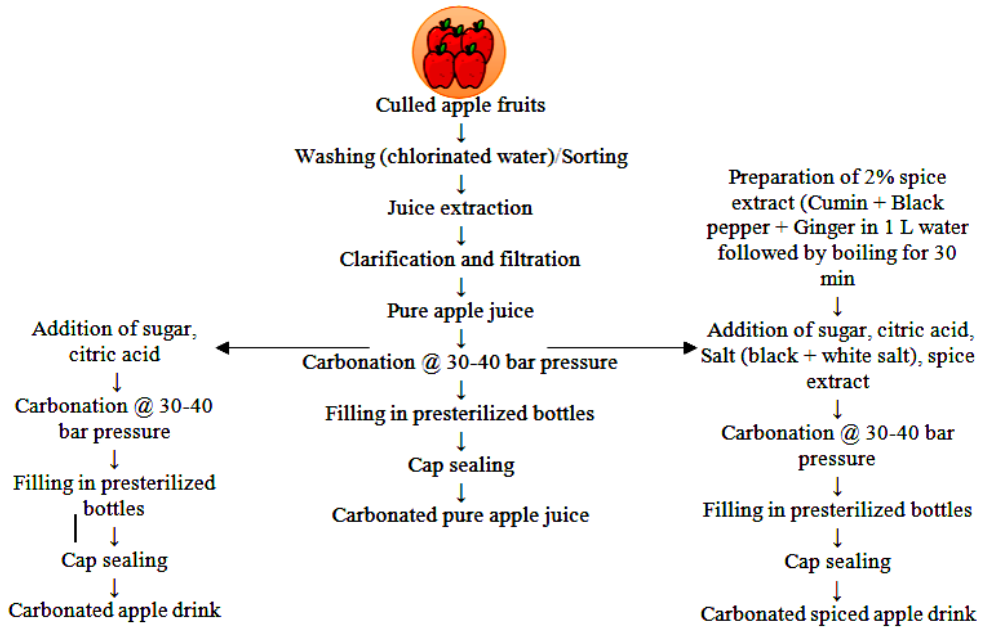 Culled apple fruits
↓
Washing (chlorinated water)/Sorting
↓
Juice extraction
↓
Clarification and filtration
↓
Pure apple juice
↓
Carbonation @ 30-40 bar pressure
↓
Filling in presterilized bottles
↓
Cap sealing
↓
Carbonated pure apple juice
Addition of sugar,
citric acid
↓
Carbonation @ 30-40
bar pressure
↓
Filling in presterilized
bottles
↓
Cap sealing
↓
Carbonated apple drink
Preparation of 2% spice
extract (Cumin + Black
pepper + Ginger in 1 L water
followed by boiling for 30
min
↓
Addition of sugar, citric acid,
Salt (black + white salt), spice
extract
↓
Carbonation @ 30-40 bar
pressure
↓
Filling in presterilized bottles
↓
Cap sealing
↓
Carbonated spiced apple drink